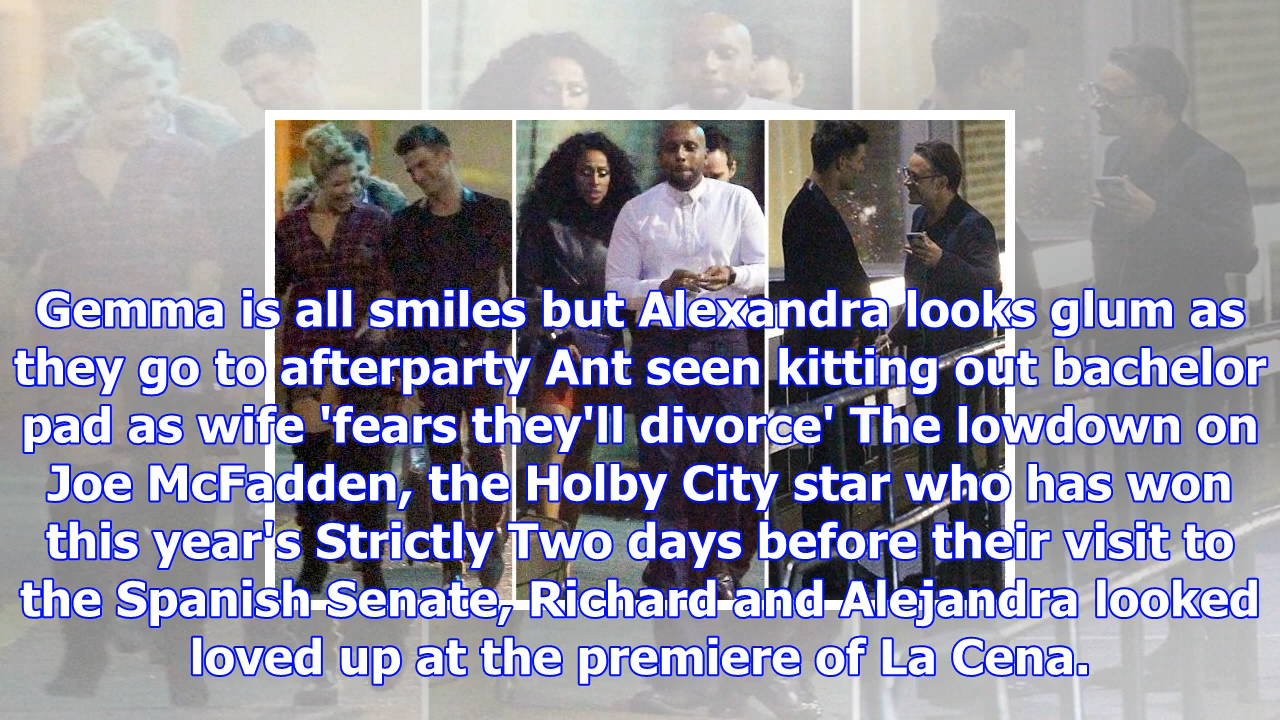 Gemma is all smiles but Alexandra looks glum as
they go to afterparty Ant seen kitting out bachelor
pad as wife 'fears they'll divorce' The lowdown on
Joe McFadden, the Holby City star who has won
this year's Strictly Two days before their visit to
the Spanish Senate, Richard and Alejandra looked
loved up at the premiere of La Cena.